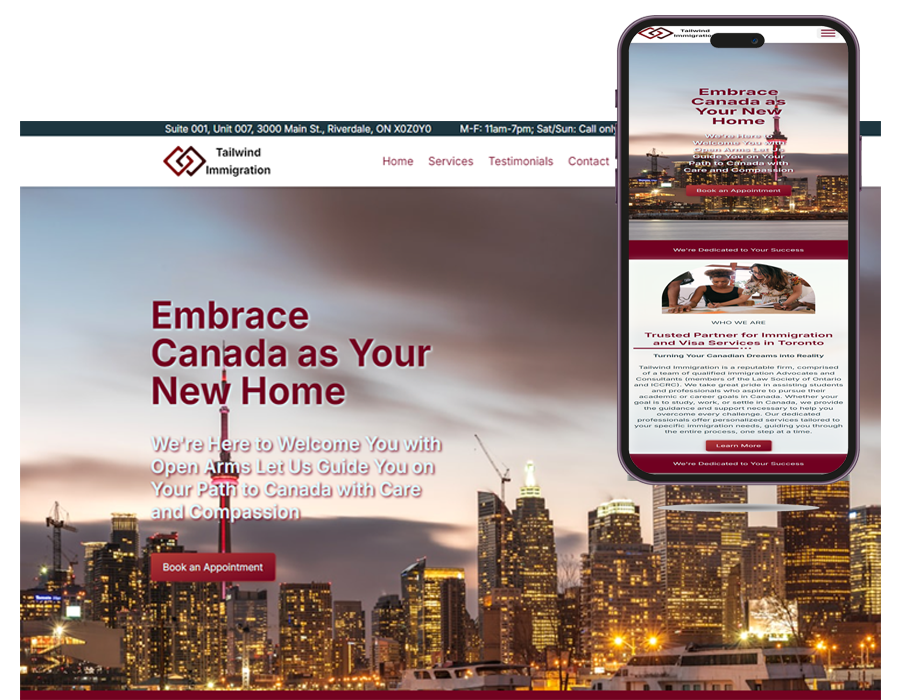 Suite 001, Unit 007, 3000 Main St., Riverdale, ON X0Z0Y0 M-F: 11am-7pm; Sat/Sun: Call only
Tailwind
Immigration
Home Services Testimonials Contact
Embrace
Canada as Your
New Home
We're Here to Welcome You with
Open Arms Let Us Guide You on
Your Path to Canada with Care
and Compassion
Book an Appointment
Tailwind
Immigration
Embrace
Canada as
Your New
Home
We're Here to
Welcome You with
Open Arms Let Us
Guide You on Your
Path to Canada with
Care and Compassion
Book an Appointment
We're Dedicated to Your Success
WHO WE ARE
Trusted Partner for Immigration
and Visa Services in Toronto
Turning Your Canadian Dreams into Reality
Tailwind Immigration is a reputable firm, comprised
of a team of qualified Immigration Advocates and
Consultants (members of the Law Society of Ontario
and ICCRC). We take great pride in assisting students
and professionals who aspire to pursue their
academic or career goals in Canada. Whether your
goal is to study, work, or settle in Canada, we provide
the guidance and support necessary to help you
overcome every challenge. Our dedicated
professionals offer personalized services tailored to
your specific immigration needs, guiding you through
the entire process, one step at a time.
Learn More
We're Dedicated to Your Success